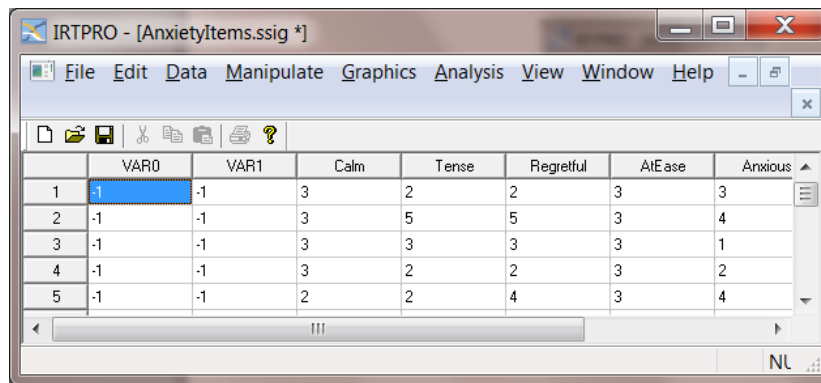 IRTPRO - [AnxietyItems.ssig *]
File Edit Data Manipulate Graphics Analysis View Window Help
VAR0 VAR1 Calm Tense Regretful AtEase Anxious
1 -1 -1 3 2 2 3 3
2 -1 -1 3 5 5 3 4
3 -1 -1 3 3 3 3 1
4 -1 -1 3 2 2 3 2
5 -1 -1 2 2 4 3 4